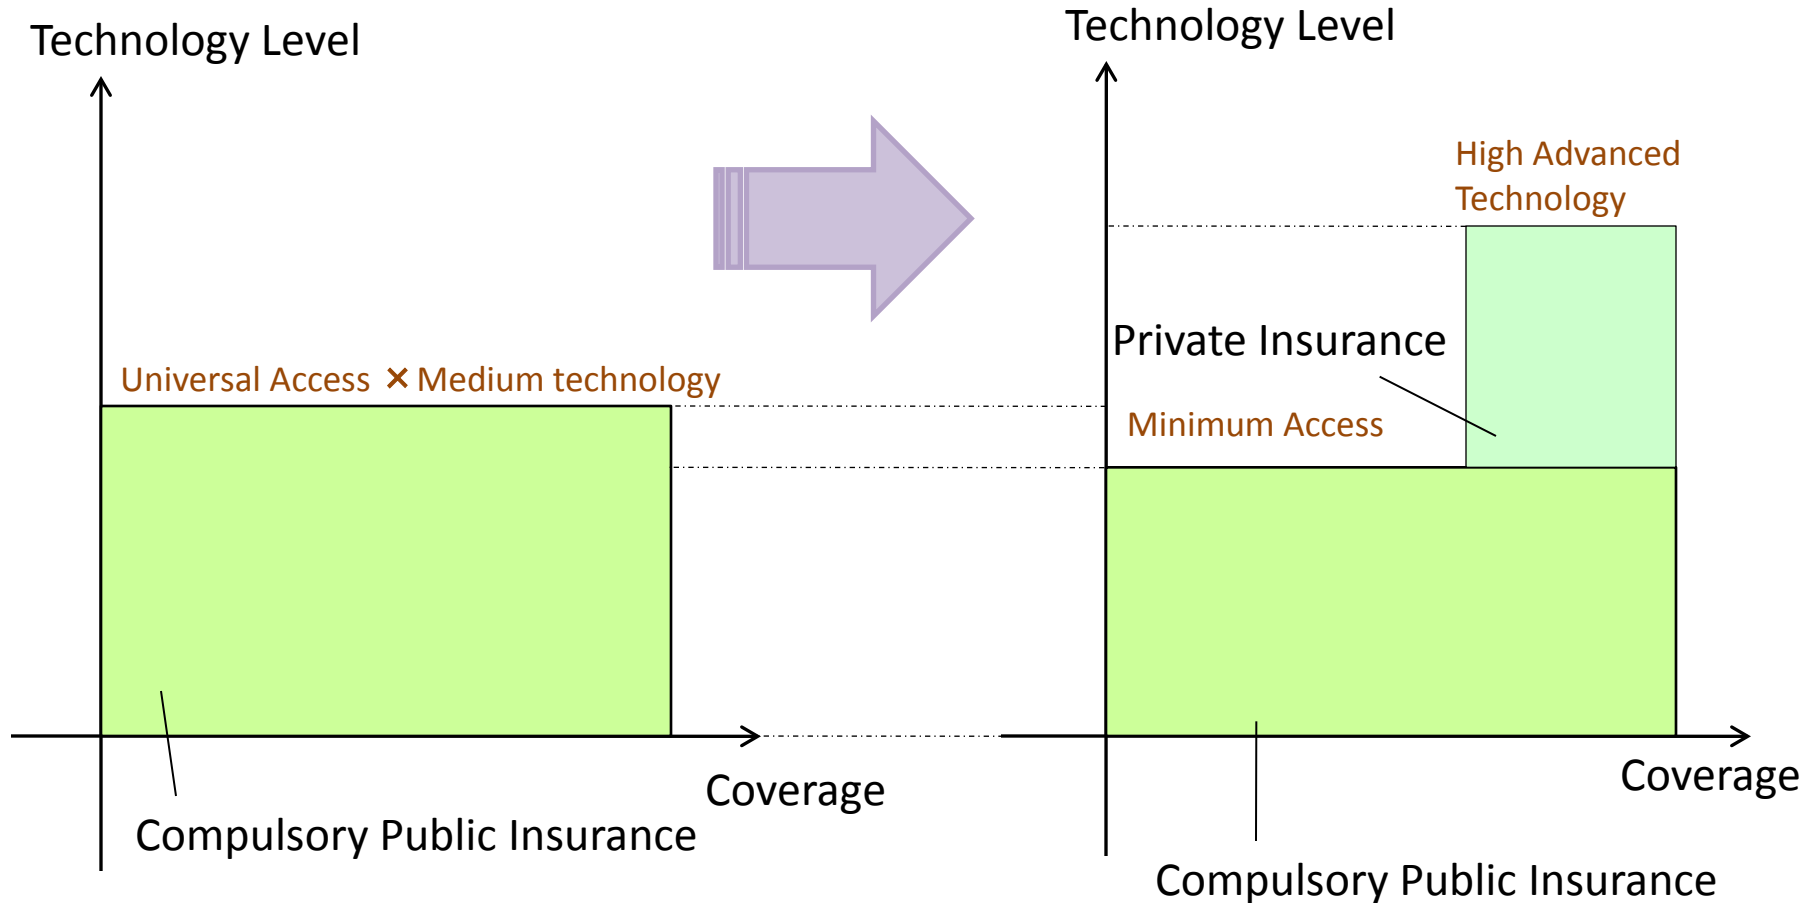 Technology Level
Universal Access ×Medium technology
Coverage
Compulsory Public Insurance
Technology Level
High Advanced
Technology
Private Insurance
Minimum Access
Coverage
Compulsory Public Insurance